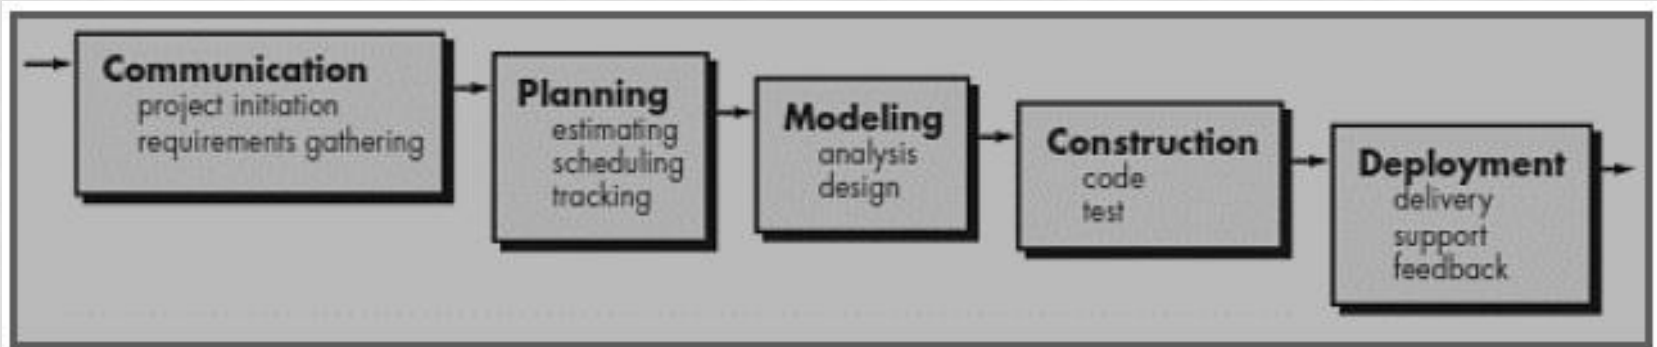 Communication
project initiation
requirements gathering
Planning
estimating
scheduling
tracking
Modeling
analysis
design
Construction
code
test
Deployment
delivery
support
feedback